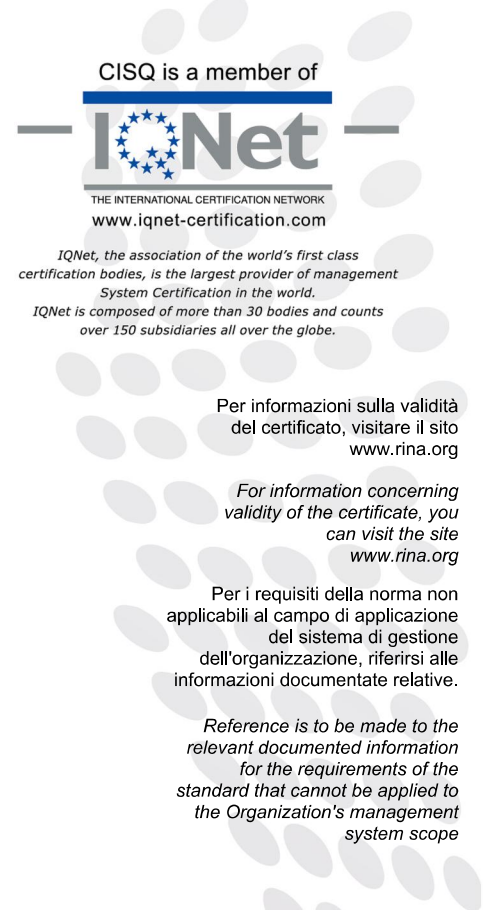 CISQ is a member of
IQNet
THE INTERNATIONAL CERTIFICATION NETWORK
www.iqnet-certification.com
IQNet, the association of the world's first class
certification bodies, is the largest provider of management
System Certification in the world.
IQNet is composed of more than 30 bodies and counts
over 150 subsidiaries all over the globe.
Per informazioni sulla validità
del certificato, visitare il sito
www.rina.org
For information concerning
validity of the certificate, you
can visit the site
www.rina.org
Per i requisiti della norma non
applicabili al campo di applicazione
del sistema di gestione
dell'organizzazione, riferirsi alle
informazioni documentate relative.
Reference is to be made to the
relevant documented information
for the requirements of the
standard that cannot be applied to
the Organization's management
system scope